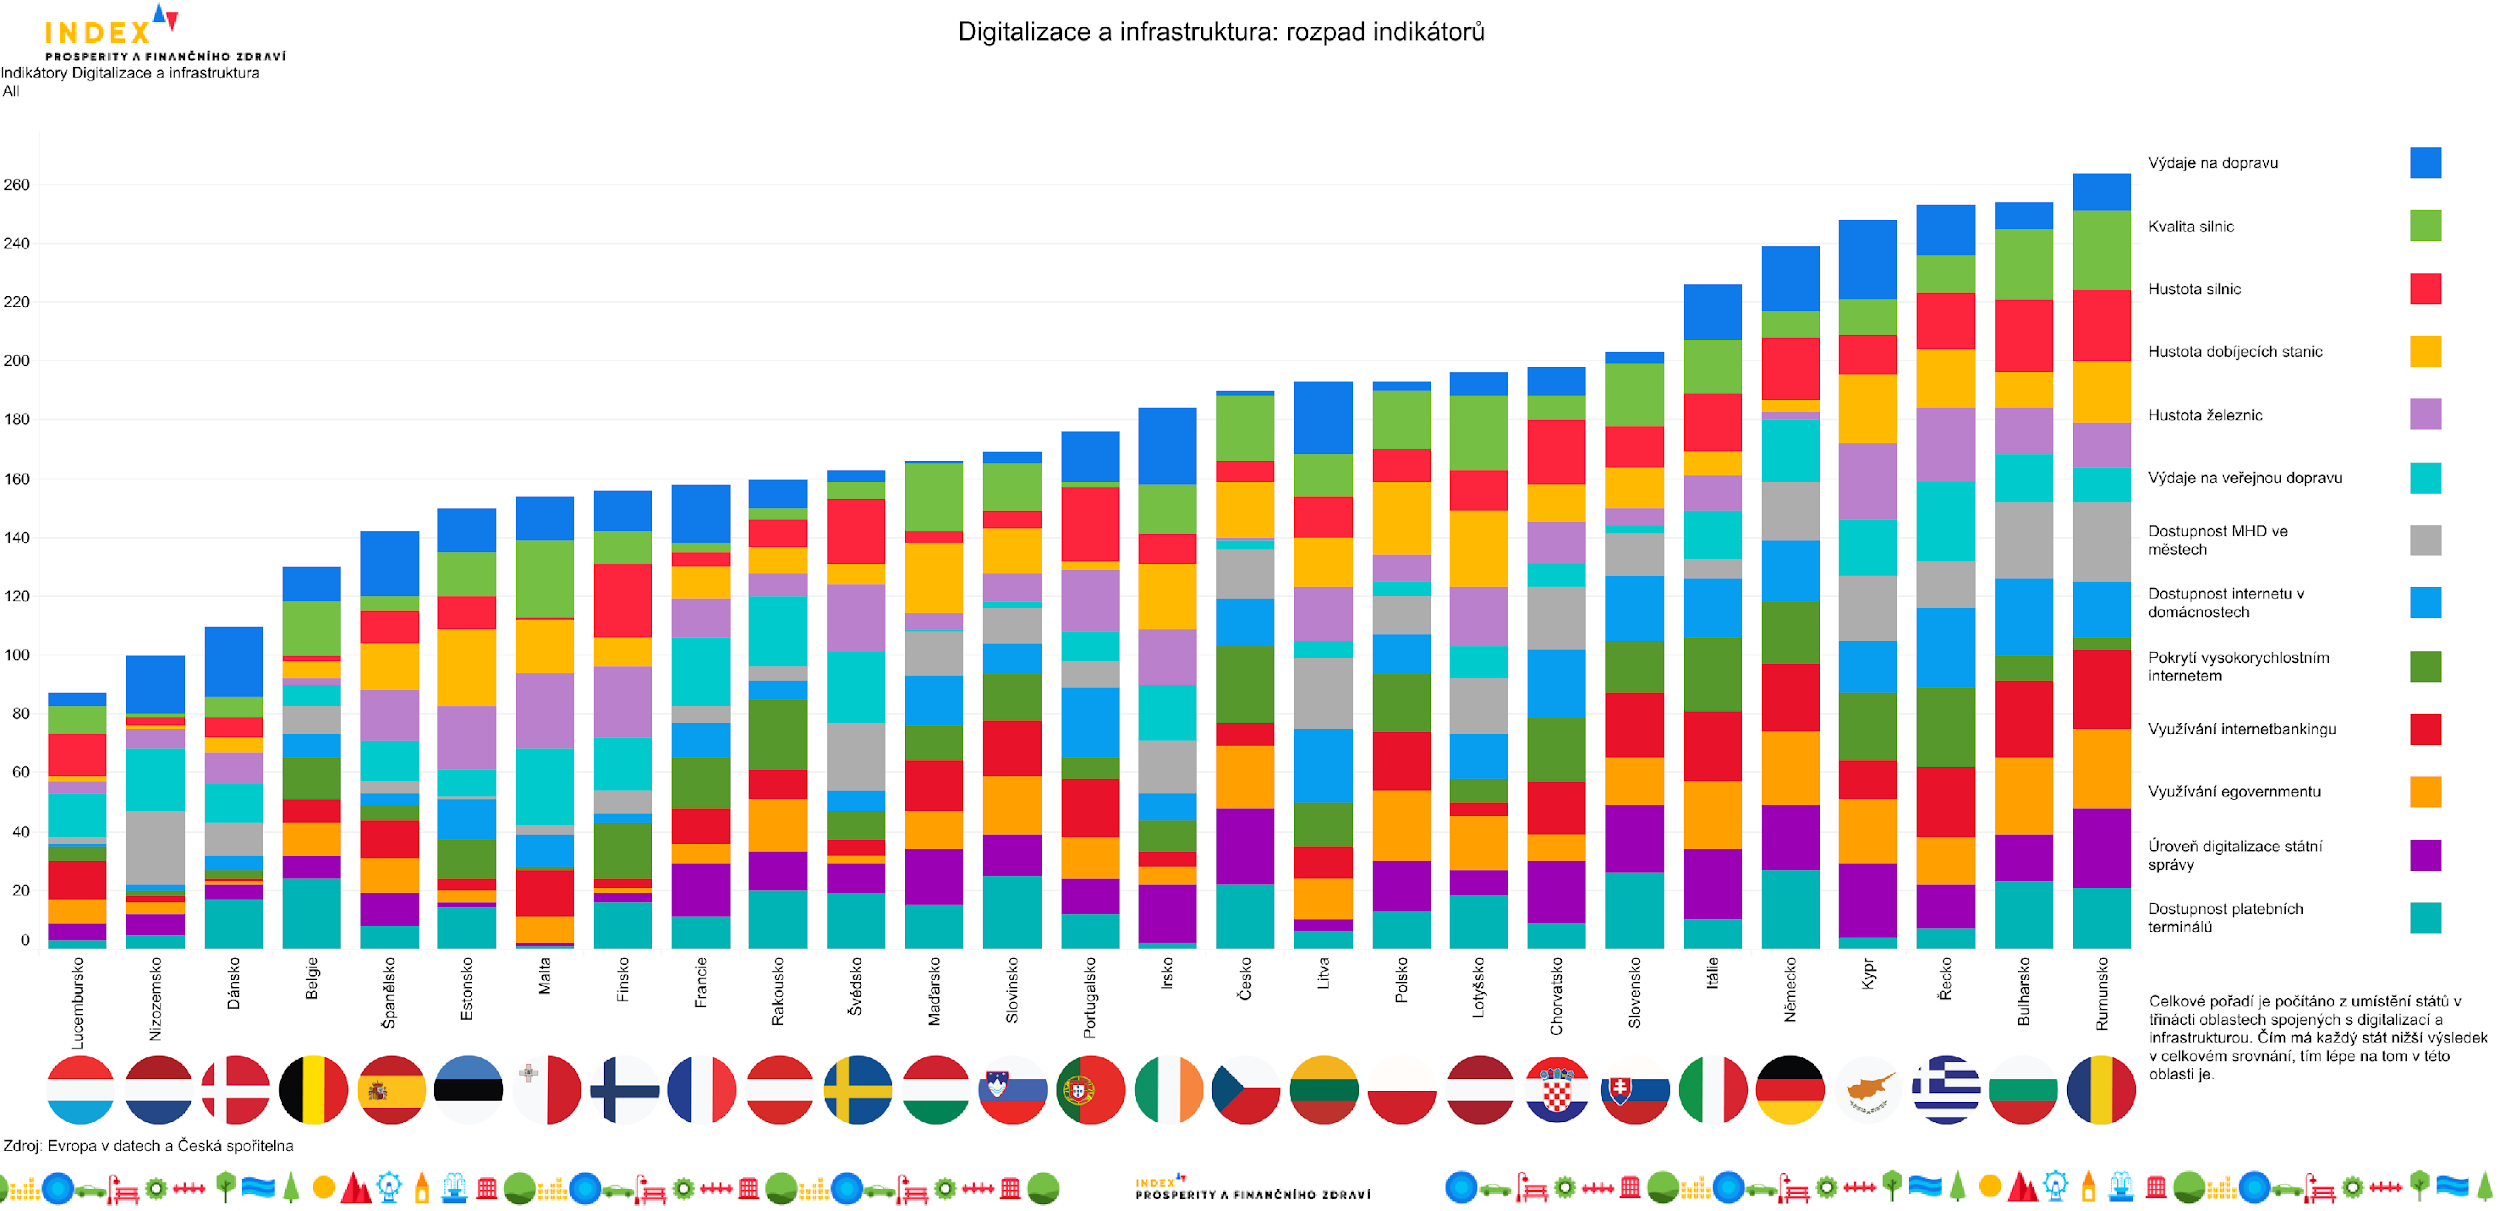 INDEX
PROSPERITY A FINANČNÍHO ZDRAVÍ
Digitalizace a infrastruktura: rozpad indikátorů
Indikátory Digitalizace a infrastruktura
All
260
240
220
200
180
160
140
120
100
80
60
40
20
0
Výdaje na dopravu
Kvalita silnic
Hustota silnic
Hustota dobíjecích stanic
Hustota železnic
Výdaje na veřejnou dopravu
Dostupnost MHD ve
městech
Dostupnost internetu v
domácnostech
Pokrytí vysokorychlostním
internetem
Využívání internetbankingu
Využívání egovernmentu
Úroveň digitalizace státní
správy
Dostupnost platebních
terminálů
Lucembursko
Nizozemsko
Dánsko
Belgie
Španělsko
Estonsko
Malta
Finsko
Francie
Rakousko
Švédsko
Maďarsko
Slovinsko
Portugalsko
Irsko
Česko
Litva
Polsko
Lotyšsko
Chorvatsko
Slovensko
Itálie
Německo
Kypr
Řecko
Bulharsko
Rumunsko
Celkové pořadí je počítáno z umístění států v
třinácti oblastech spojených s digitalizací a
infrastrukturou. Čím má každý stát nižší výsledek
v celkovém srovnání, tím lépe na tom v této
oblasti je.
Zdroj: Evropa v datech a Česká spořitelna
INDEX
PROSPERITY A FINANČNÍHO ZDRAVÍ